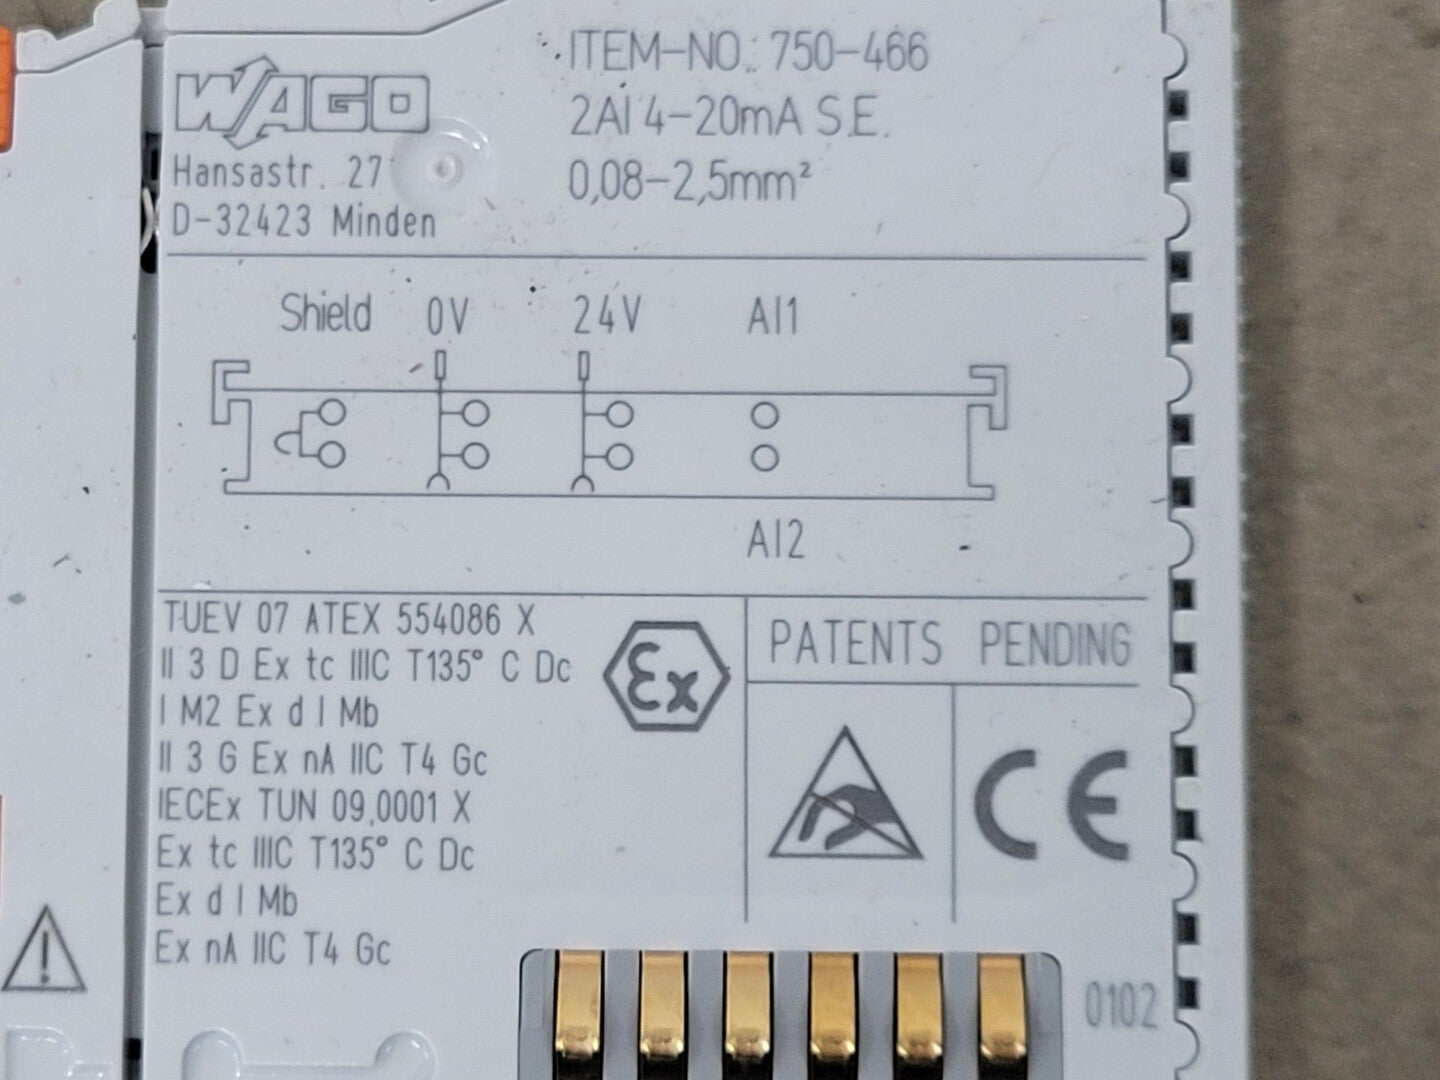 WAGO
Hansastr. 27
D-32423 Minden
ITEM-NO.: 750-466
2AI 4-20mA S.E.
0,08-2,5mm²
Shield 0V 24V AI1
AI2
TUEV 07 ATEX 554086 X
II 3 D Ex tc IIIC T135° C Dc
I M2 Ex d I Mb
II 3 G Ex nA IIC T4 Gc
IECEx TUN 09.0001 X
Ex tc IIIC T135° C Dc
Ex d I Mb
Ex nA IIC T4 Gc
Ex
PATENTS PENDING
CE
0102